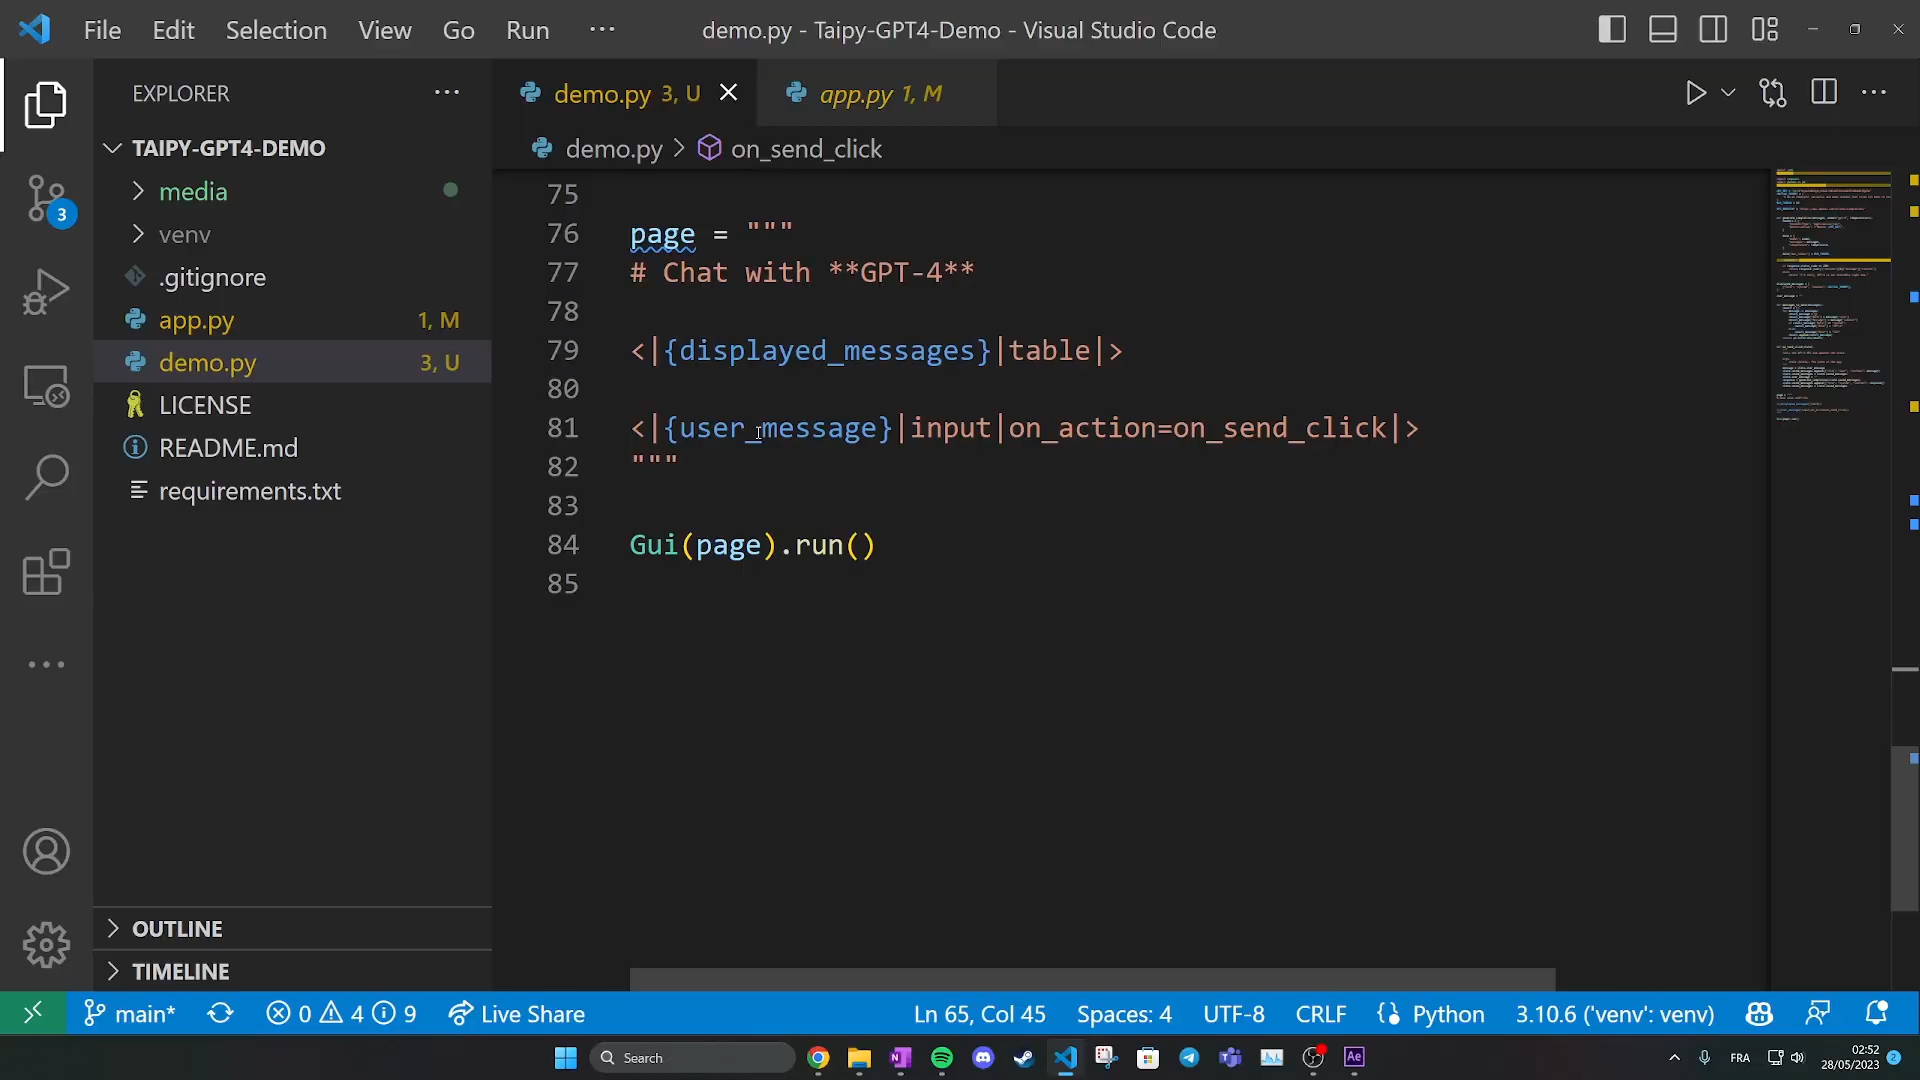 File Edit Selection View Go Run ···
demo.py - Taipy-GPT4-Demo - Visual Studio Code
EXPLORER
TAIPY-GPT4-DEMO
media
venv
.gitignore
app.py 1, M
demo.py 3, U
LICENSE
README.md
requirements.txt
OUTLINE
TIMELINE
3
demo.py 3, U
app.py 1, M
demo.py > on_send_click
75
76 page = """
77 # Chat with **GPT-4**
78
79 <|{displayed_messages}|table|>
80
81 <|{user_message}|input|on_action=on_send_click|>
82 """
83
84 Gui(page).run()
85
main* 0 4 9 Live Share
Ln 65, Col 45 Spaces: 4 UTF-8 CRLF Python 3.10.6 ('venv': venv)
Search
Ae
FRA
02:52
28/05/2023
2